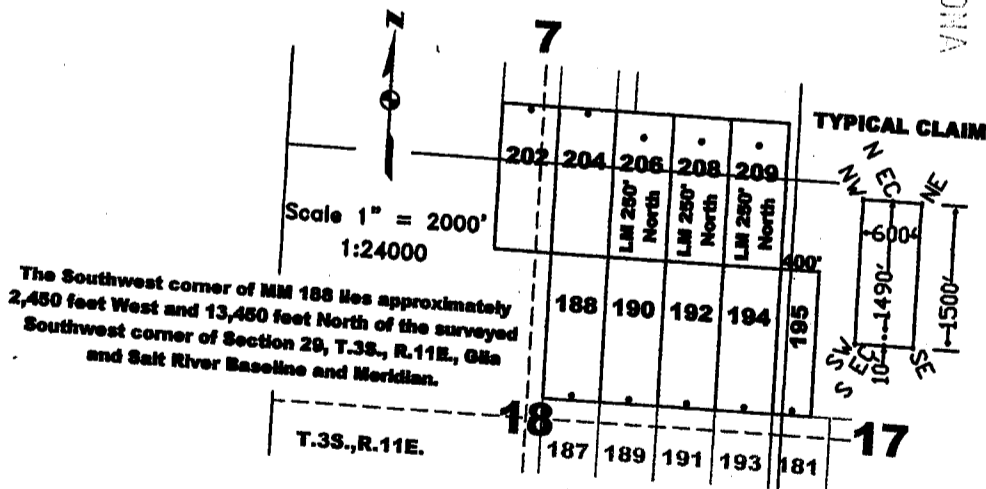 N
7
TYPICAL CLAIM
202 204 206 208 209
LM 250' North
LM 250' North
LM 250' North
Scale 1" = 2000'
1:24000
400'
N EC
NW
NE
600'
1490'
1500'
10'
SW
S EC
SE
The Southwest corner of MM 188 lies approximately
2,450 feet West and 13,450 feet North of the surveyed
Southwest corner of Section 29, T.3S., R.11E., Gila
and Salt River Baseline and Meridian.
188 190 192 194 195
18
17
T.3S.,R.11E.
187 189 191 193 181